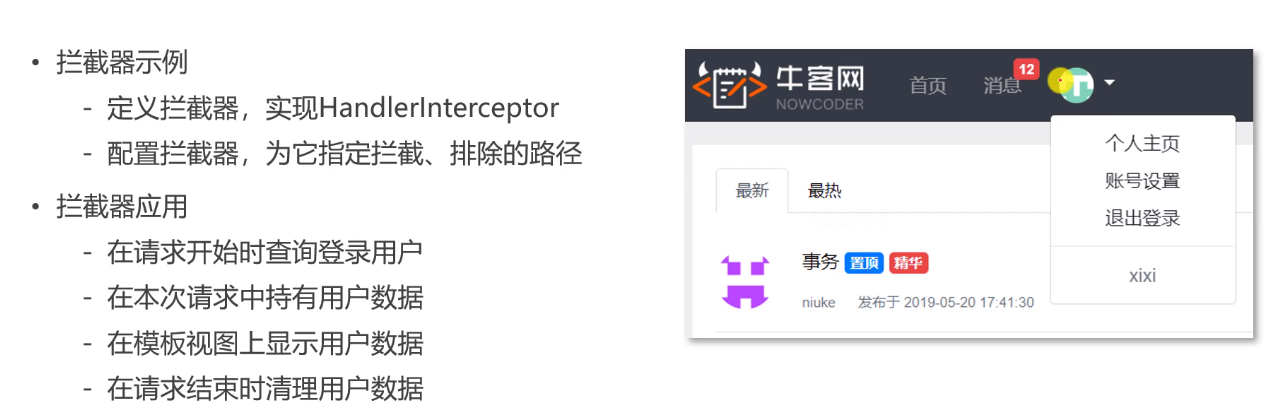 • 拦截器示例
- 定义拦截器，实现HandlerInterceptor
- 配置拦截器，为它指定拦截、排除的路径
• 拦截器应用
- 在请求开始时查询登录用户
- 在本次请求中持有用户数据
- 在模板视图上显示用户数据
- 在请求结束时清理用户数据
牛客网
NOWCODER
首页
消息
12
个人主页
账号设置
退出登录
xixi
最新
最热
事务 置顶 精华
niuke 发布于 2019-05-20 17:41:30